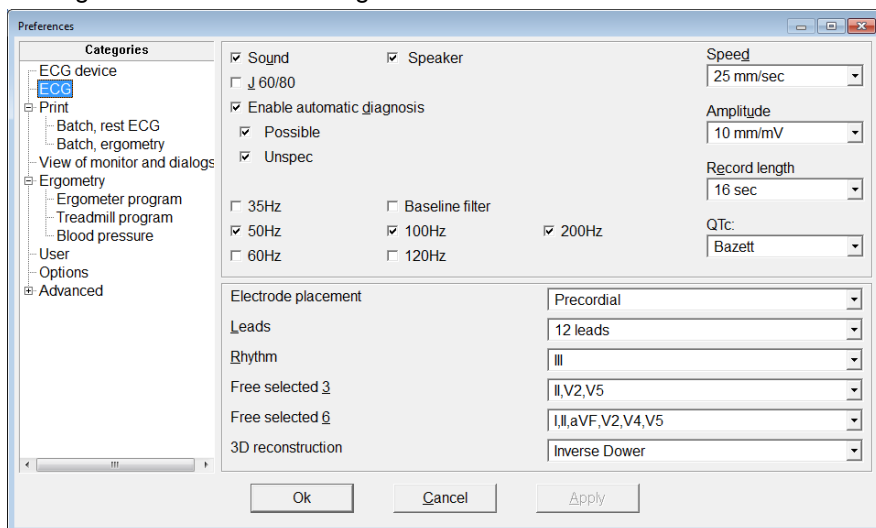 Preferences
Categories
ECG device
ECG
Print
Batch, rest ECG
Batch, ergometry
View of monitor and dialogs
Ergometry
Ergometer program
Treadmill program
Blood pressure
User
Options
Advanced
Sound Speaker
J 60/80
Enable automatic diagnosis
Possible
Unspec
35Hz Baseline filter
50Hz 100Hz 200Hz
60Hz 120Hz
Speed
25 mm/sec
Amplitude
10 mm/mV
Record length
16 sec
QTc:
Bazett
Electrode placement Precordial
Leads 12 leads
Rhythm III
Free selected 3 II,V2,V5
Free selected 6 I,II,aVF,V2,V4,V5
3D reconstruction Inverse Dower
Ok Cancel Apply